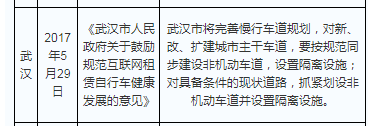 武汉
2017年5月29日
《武汉市人民政府关于鼓励规范互联网租赁自行车健康发展的意见》
武汉市将完善慢行车道规划，对新、改、扩建城市主干车道，要按规范同步建设非机动车道，设置隔离设施；对具备条件的现状道路，抓紧划设非机动车道并设置隔离设施。